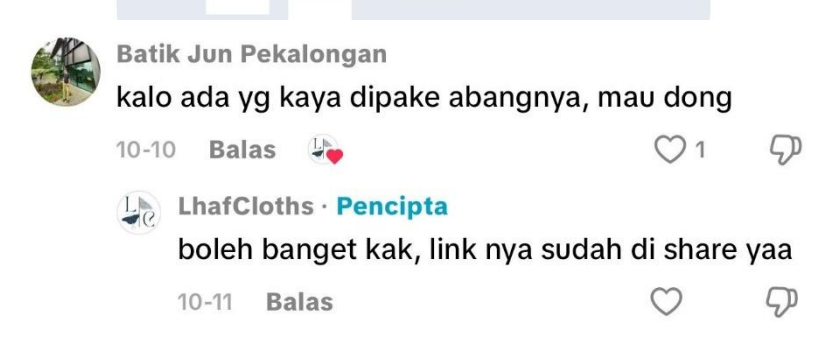 Batik Jun Pekalongan
kalo ada yg kaya dipake abangnya, mau dong
10-10 Balas 1
LhafCloths · Pencipta
boleh banget kak, link nya sudah di share yaa
10-11 Balas